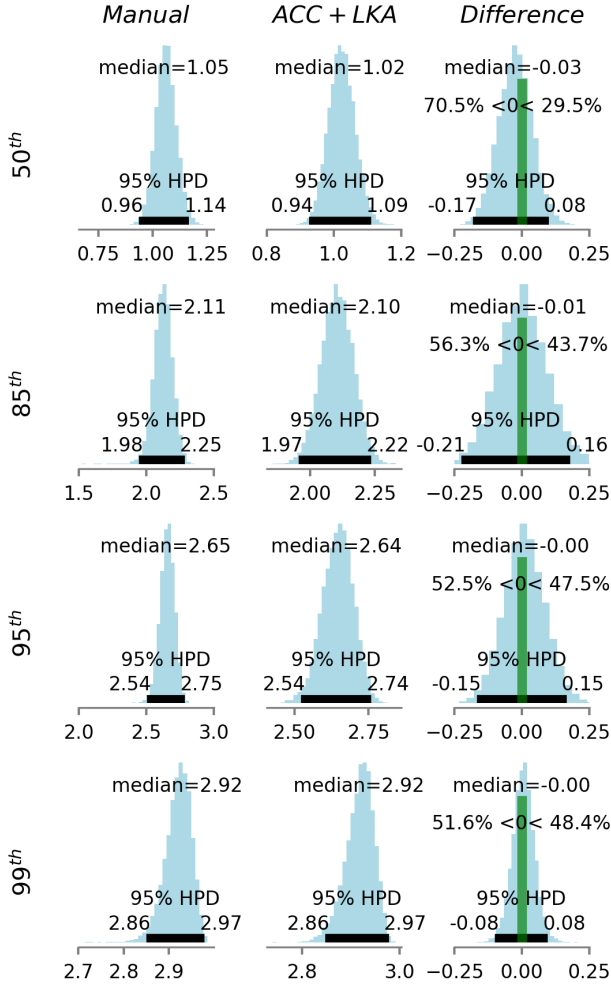 Manual ACC + LKA Difference
50th
median=1.05 median=1.02 median=-0.03
70.5% <0< 29.5%
95% HPD 95% HPD 95% HPD
0.96 1.14 0.94 1.09 -0.17 0.08
0.75 1.00 1.25 0.8 1.0 1.2 −0.25 0.00 0.25
85th
median=2.11 median=2.10 median=-0.01
56.3% <0< 43.7%
95% HPD 95% HPD 95% HPD
1.98 2.25 1.97 2.22 -0.21 0.16
1.5 2.0 2.5 2.00 2.25 −0.25 0.00 0.25
95th
median=2.65 median=2.64 median=-0.00
52.5% <0< 47.5%
95% HPD 95% HPD 95% HPD
2.54 2.75 2.54 2.74 -0.15 0.15
2.0 2.5 3.0 2.50 2.75 −0.25 0.00 0.25
99th
median=2.92 median=2.92 median=-0.00
51.6% <0< 48.4%
95% HPD 95% HPD 95% HPD
2.86 2.97 2.86 2.97 -0.08 0.08
2.7 2.8 2.9 2.8 3.0 −0.25 0.00 0.25